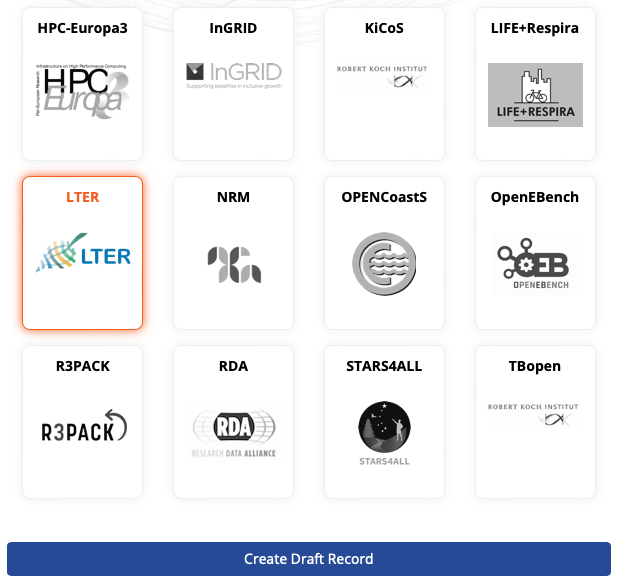 HPC-Europa3
InGRID
KiCoS
LIFE+Respira
Infrastructure on High Performance Computing
Pan-European Research
HPC
Europa3
InGRID
Supporting expertise in inclusive growth
ROBERT KOCH INSTITUT
LIFE+RESPIRA
LTER
NRM
OPENCoastS
OpenEBench
LTER
OEB
OPENEBENCH
R3PACK
RDA
STARS4ALL
TBopen
R3PACK
RDA
RESEARCH DATA ALLIANCE
STARS4ALL
ROBERT KOCH INSTITUT
Create Draft Record